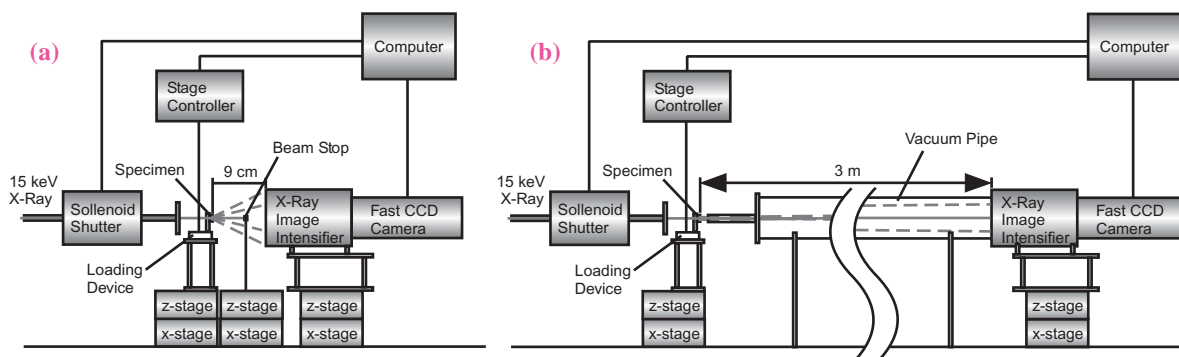 (a)
Computer
Stage
Controller
Specimen
Beam Stop
9 cm
15 keV
X-Ray
Sollenoid
Shutter
X-Ray
Image
Intensifier
Fast CCD
Camera
Loading
Device
z-stage
z-stage
z-stage
x-stage
x-stage
x-stage
(b)
Computer
Stage
Controller
Specimen
Vacuum Pipe
3 m
15 keV
X-Ray
Sollenoid
Shutter
X-Ray
Image
Intensifier
Fast CCD
Camera
Loading
Device
z-stage
z-stage
x-stage
x-stage